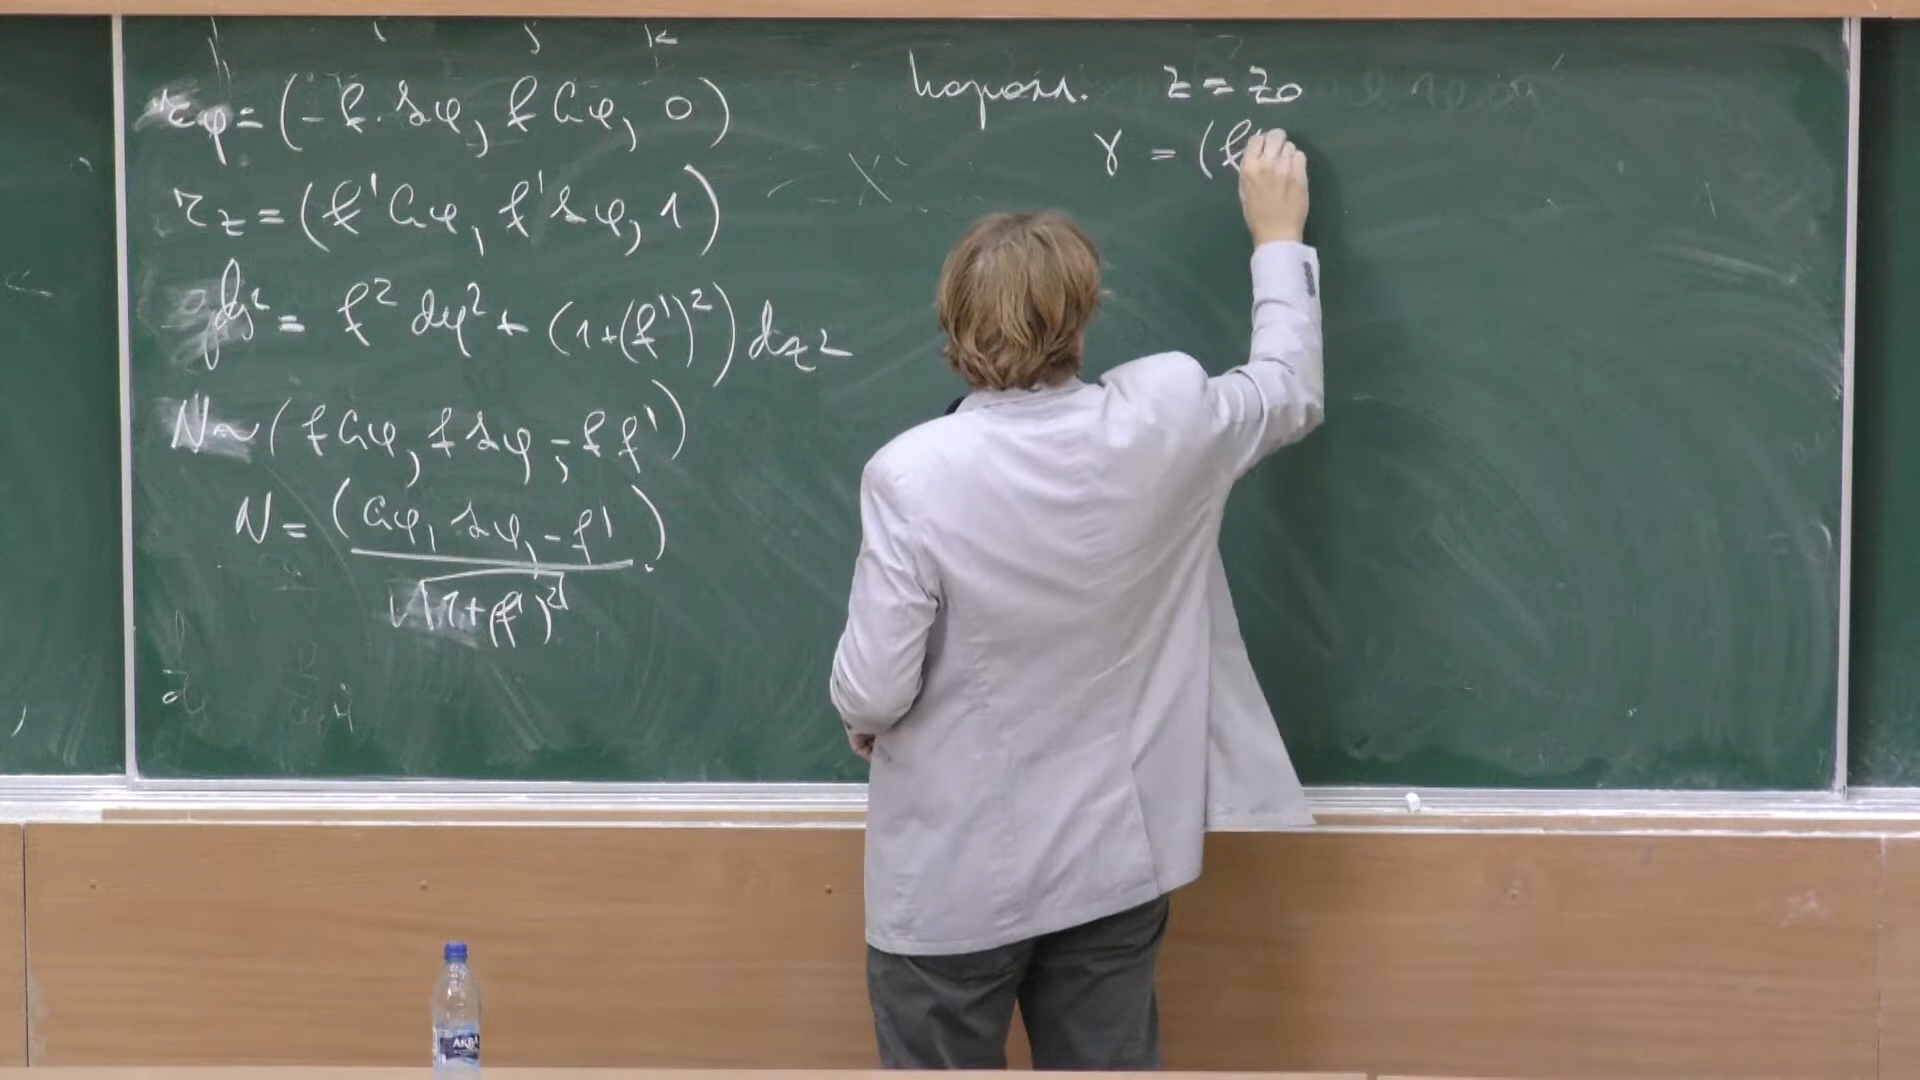 i j k
r_φ = (-f·sφ, f cφ, 0)
r_z = (f' cφ, f' sφ, 1)
ds² = f² dφ² + (1+(f')²) dz²
N ~ (f cφ, f sφ, -f f')
N = (cφ, sφ, -f') / √(1+(f')²) .
z = z₀
γ = (f
АКВА